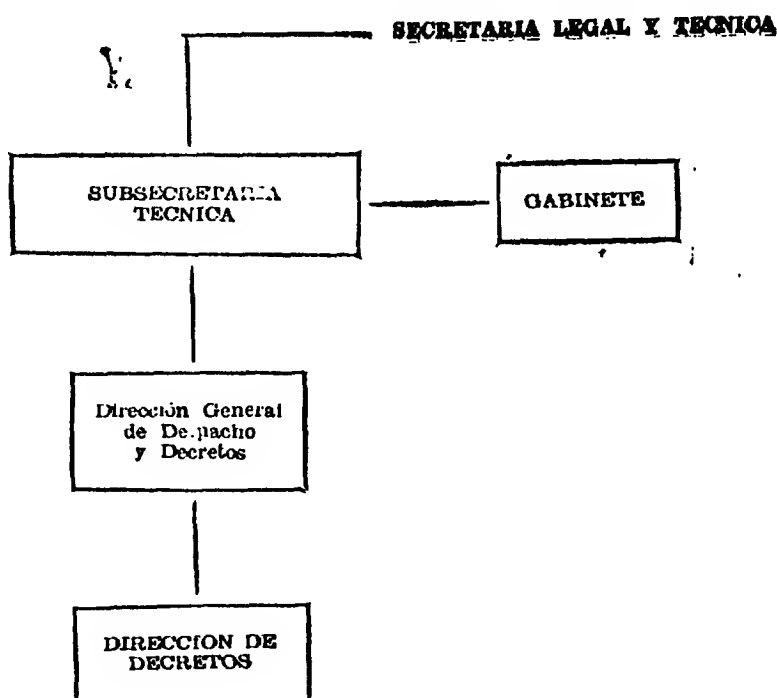 SECRETARIA LEGAL Y TECNICA
SUBSECRETARIA
TECNICA
GABINETE
Dirección General
de Despacho
y Decretos
DIRECCION DE
DECRETOS